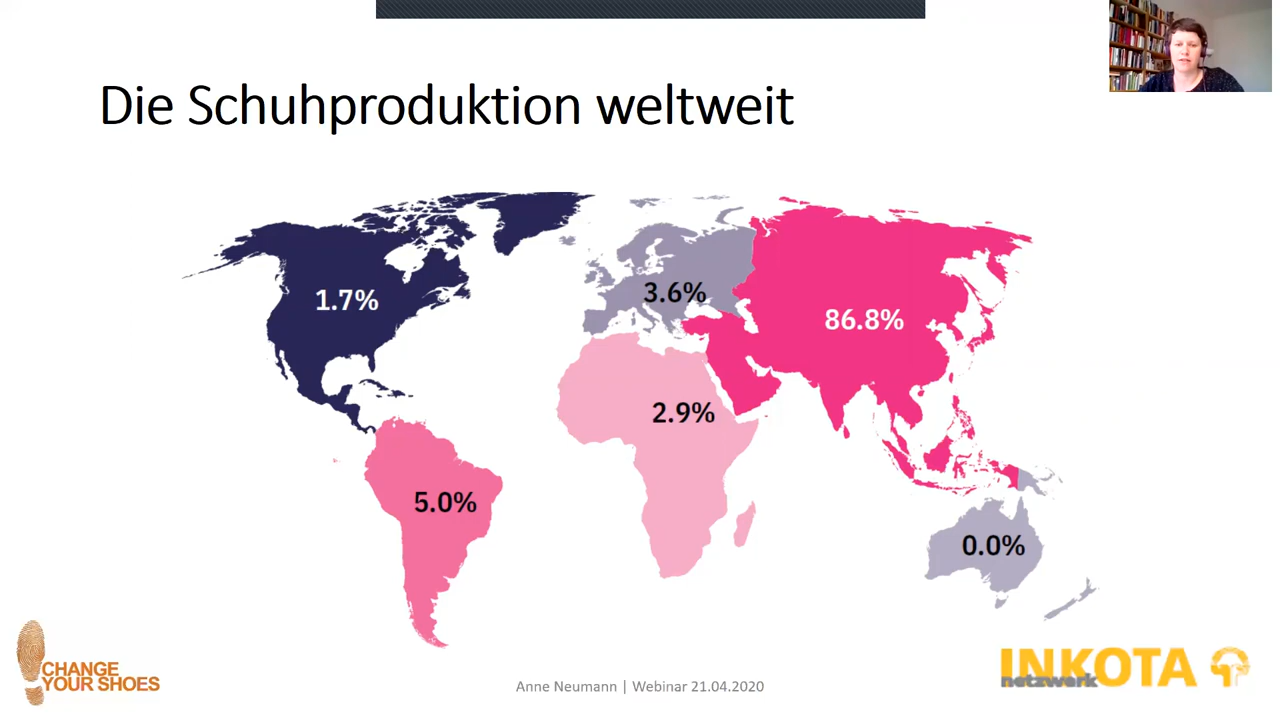 Die Schuhproduktion weltweit
1.7%
3.6%
86.8%
2.9%
5.0%
0.0%
CHANGE
YOUR SHOES
Anne Neumann | Webinar 21.04.2020
INKOTA
netzwerk